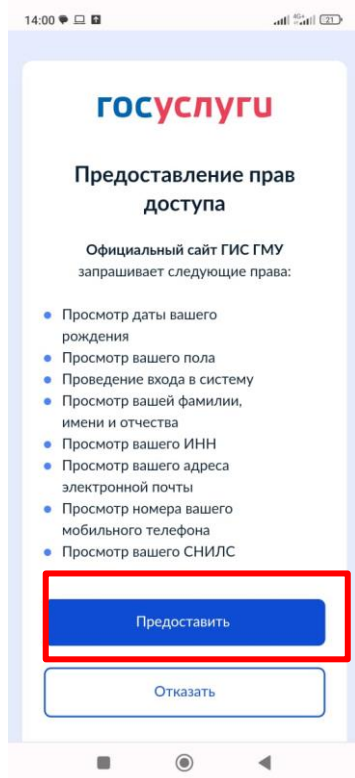 14:00
4G+
21
госуслуги
Предоставление прав
доступа
Официальный сайт ГИС ГМУ
запрашивает следующие права:
Просмотр даты вашего
рождения
Просмотр вашего пола
Проведение входа в систему
Просмотр вашей фамилии,
имени и отчества
Просмотр вашего ИНН
Просмотр вашего адреса
электронной почты
Просмотр номера вашего
мобильного телефона
Просмотр вашего СНИЛС
Предоставить
Отказать